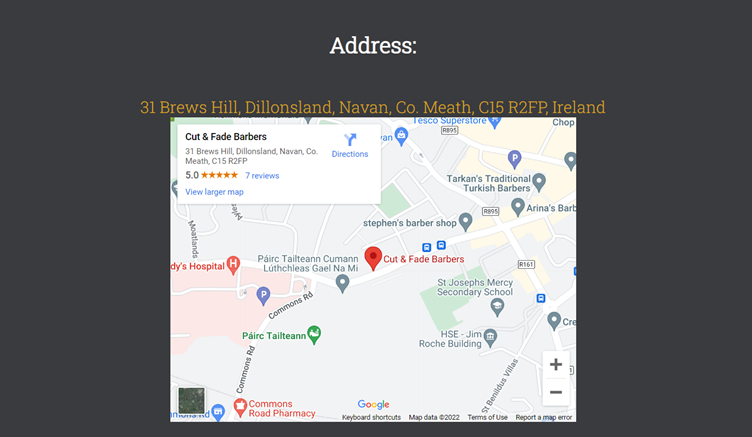 Address:
31 Brews Hill, Dillonsland, Navan, Co. Meath, C15 R2FP, Ireland
Cut & Fade Barbers
31 Brews Hill, Dillonsland, Navan, Co.
Meath, C15 R2FP
5.0
7 reviews
View larger map
Directions
Tesco Superstore
R895
Chop
Tarkan's Traditional
Turkish Barbers
Arina's Barb
R895
stephen's barber shop
Navan
Moatlands
Páirc Tailteann Cumann
Lúthchleas Gael Na Mi
Cut & Fade Barbers
R161
dy's Hospital
St Josephs Mercy
Secondary School
Commons Rd
Páirc Tailteann
HSE - Jim
Roche Building
Cre
Commons Rd
St Benildus Villas
Commons
Road Pharmacy
mmons Rd
Google
Keyboard shortcuts
Map data ©2022
Terms of Use
Report a map error